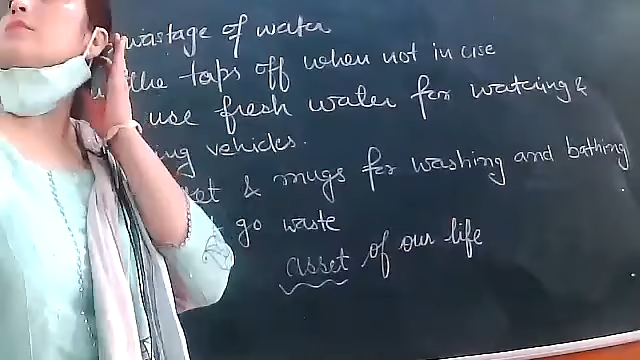 wastage of water
the taps off when not in use
use fresh water for watering &
ing vehicles.
et & mugs for washing and bathing
go waste
asset of our life